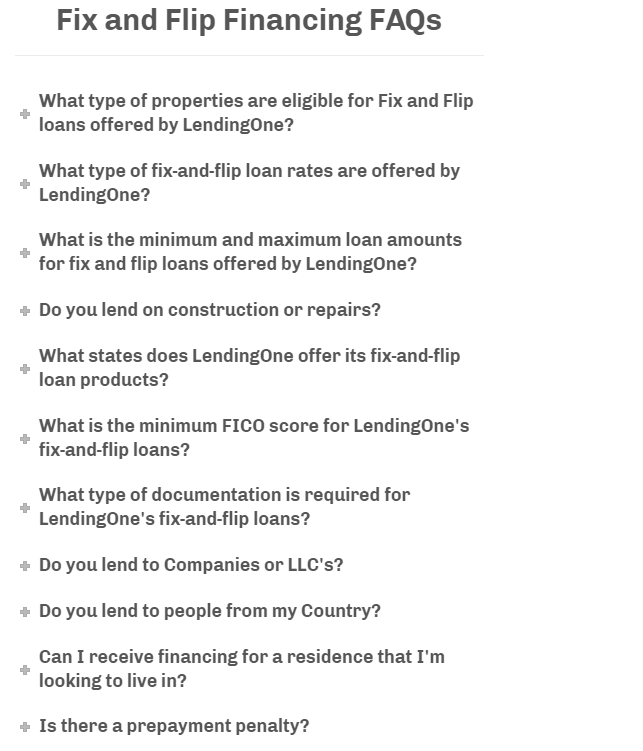 Fix and Flip Financing FAQs
What type of properties are eligible for Fix and Flip
loans offered by LendingOne?
What type of fix-and-flip loan rates are offered by
LendingOne?
What is the minimum and maximum loan amounts
for fix and flip loans offered by LendingOne?
Do you lend on construction or repairs?
What states does LendingOne offer its fix-and-flip
loan products?
What is the minimum FICO score for LendingOne's
fix-and-flip loans?
What type of documentation is required for
LendingOne's fix-and-flip loans?
Do you lend to Companies or LLC's?
Do you lend to people from my Country?
Can I receive financing for a residence that I'm
looking to live in?
Is there a prepayment penalty?